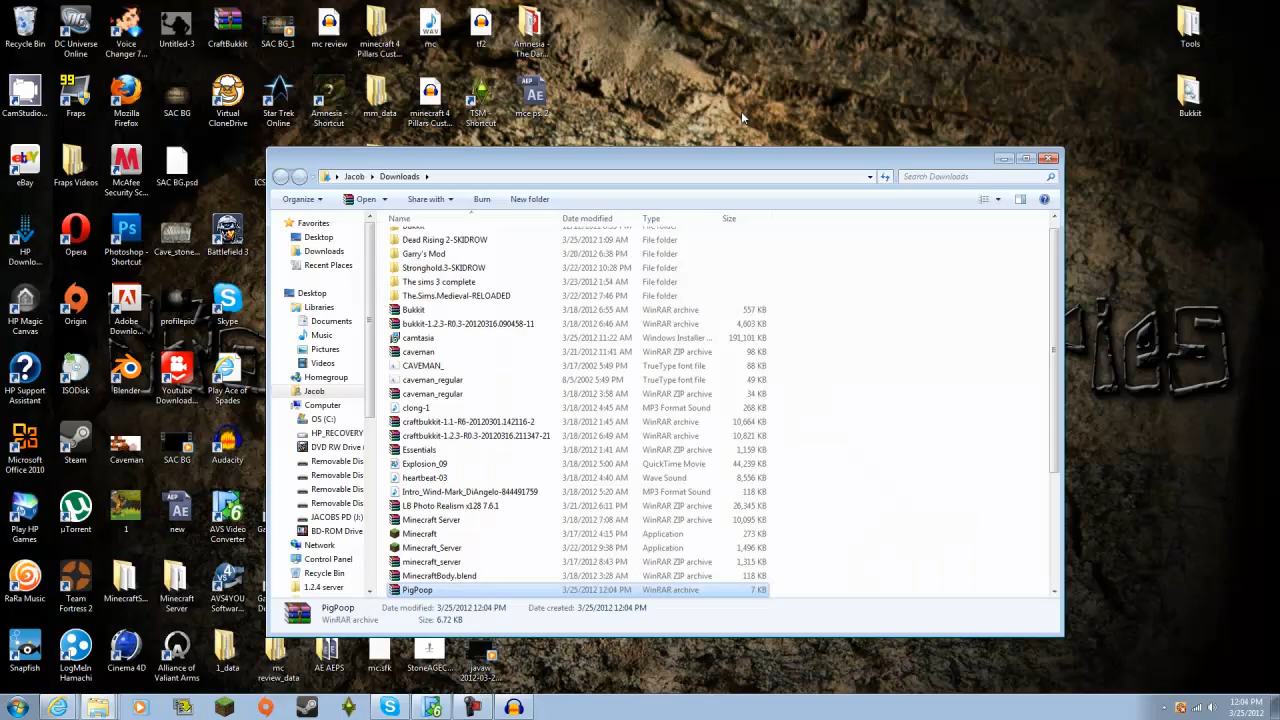 Recycle Bin
DC Universe Online
Voice Changer 7...
Untitled-3
CraftBukkit
SAC BG_1
mc review
minecraft 4 Pillars Cust...
mc
tf2
Amnesia - The Dar...
Tools
CamStudio...
Fraps
Mozilla Firefox
SAC BG
Virtual CloneDrive
Star Trek Online
Amnesia - Shortcut
mm_data
minecraft 4 Pillars Cust...
TSM - Shortcut
mce ps. 2
Bukkit
eBay
Fraps Videos
McAfee Security Sc...
SAC BG.psd
HP Downlo...
Opera
Photoshop - Shortcut
Cave_stone...
Battlefield 3
HP Magic Canvas
Origin
Adobe Downlo...
profilepic
Skype
HP Support Assistant
ISODisk
Blender
Youtube Download...
Play Ace of Spades
Microsoft Office 2010
Steam
Caveman
SAC BG
Audacity
Play HP Games
µTorrent
1
new
AVS Video Converter
RaRa Music
Team Fortress 2
MinecraftS...
Minecraft Server
AVS4YOU Softwar...
Snapfish
LogMeIn Hamachi
Cinema 4D
Alliance of Valiant Arms
1_data
mc review_data
AE AEPS
mc.sfk
StoneAGEC...
javaw 2012-03-2...
Jacob Downloads
Search Downloads
Organize Open Share with Burn New folder
Favorites
Desktop
Downloads
Recent Places
Desktop
Libraries
Documents
Music
Pictures
Videos
Homegroup
Jacob
Computer
OS (C:)
HP_RECOVERY
DVD RW Drive
Removable Dis
Removable Dis
Removable Dis
Removable Dis
JACOBS PD (J:)
BD-ROM Drive
Network
Control Panel
Recycle Bin
1.2.4 server
Name Date modified Type Size
Dead Rising 2-SKIDROW 3/25/2012 1:09 AM File folder
Garry's Mod 3/20/2012 6:38 PM File folder
Stronghold.3-SKIDROW 3/22/2012 10:28 PM File folder
The sims 3 complete 3/23/2012 1:54 AM File folder
The.Sims.Medieval-RELOADED 3/22/2012 7:46 PM File folder
Bukkit 3/18/2012 6:55 AM WinRAR archive 557 KB
bukkit-1.2.3-R0.3-20120316.090458-11 3/18/2012 6:46 AM WinRAR archive 4,603 KB
camtasia 3/25/2012 11:22 AM Windows Installer ... 191,101 KB
caveman 3/21/2012 11:41 AM WinRAR ZIP archive 98 KB
CAVEMAN_ 3/17/2002 5:49 PM TrueType font file 88 KB
caveman_regular 8/5/2002 5:49 PM TrueType font file 49 KB
caveman_regular 3/18/2012 3:58 AM WinRAR ZIP archive 34 KB
clong-1 3/18/2012 4:45 AM MP3 Format Sound 268 KB
craftbukkit-1.1-R6-20120301.142116-2 3/18/2012 1:45 AM WinRAR archive 10,664 KB
craftbukkit-1.2.3-R0.3-20120316.211347-21 3/18/2012 6:49 AM WinRAR archive 10,821 KB
Essentials 3/18/2012 1:41 AM WinRAR ZIP archive 1,159 KB
Explosion_09 3/18/2012 5:00 AM QuickTime Movie 44,239 KB
heartbeat-03 3/18/2012 4:40 AM Wave Sound 8,556 KB
Intro_Wind-Mark_DiAngelo-844491759 3/18/2012 5:20 AM MP3 Format Sound 118 KB
LB Photo Realism x128 7.6.1 3/21/2012 6:11 PM WinRAR ZIP archive 26,345 KB
Minecraft Server 3/18/2012 7:08 AM WinRAR ZIP archive 10,095 KB
Minecraft 3/17/2012 4:15 PM Application 273 KB
Minecraft_Server 3/22/2012 9:38 PM Application 1,496 KB
minecraft_server 3/17/2012 8:43 PM WinRAR archive 1,315 KB
MinecraftBody.blend 3/18/2012 3:28 AM WinRAR ZIP archive 118 KB
PigPoop 3/25/2012 12:04 PM WinRAR archive 7 KB
PigPoop Date modified: 3/25/2012 12:04 PM Date created: 3/25/2012 12:04 PM
WinRAR archive Size: 6.72 KB
12:04 PM
3/25/2012